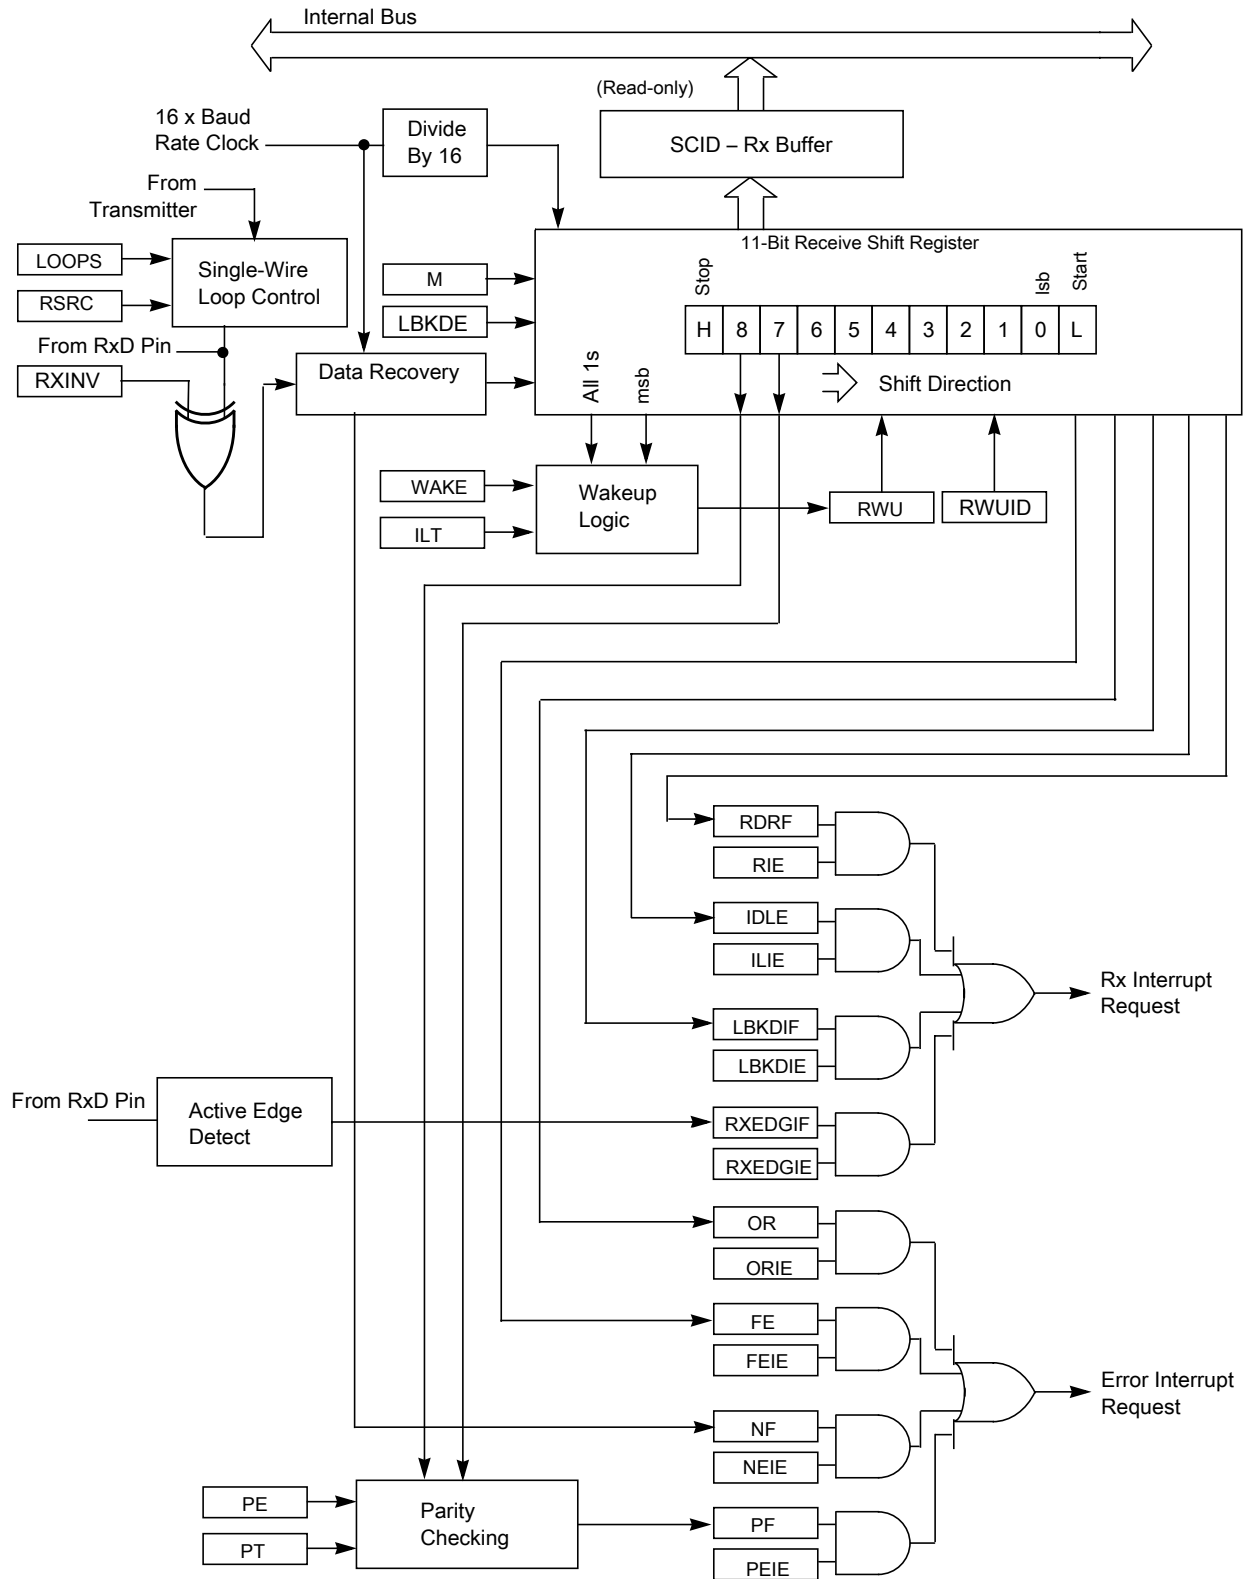 Internal Bus
(Read-only)
16 x Baud
Rate Clock
Divide
By 16
SCID – Rx Buffer
From
Transmitter
11-Bit Receive Shift Register
LOOPS
RSRC
Single-Wire
Loop Control
M
LBKDE
Stop
lsb
Start
H 8 7 6 5 4 3 2 1 0 L
From RxD Pin
RXINV
Data Recovery
All 1s
msb
Shift Direction
WAKE
ILT
Wakeup
Logic
RWU
RWUID
RDRF
RIE
IDLE
ILIE
Rx Interrupt
Request
LBKDIF
LBKDIE
From RxD Pin
Active Edge
Detect
RXEDGIF
RXEDGIE
OR
ORIE
FE
FEIE
Error Interrupt
Request
NF
NEIE
PE
PT
Parity
Checking
PF
PEIE